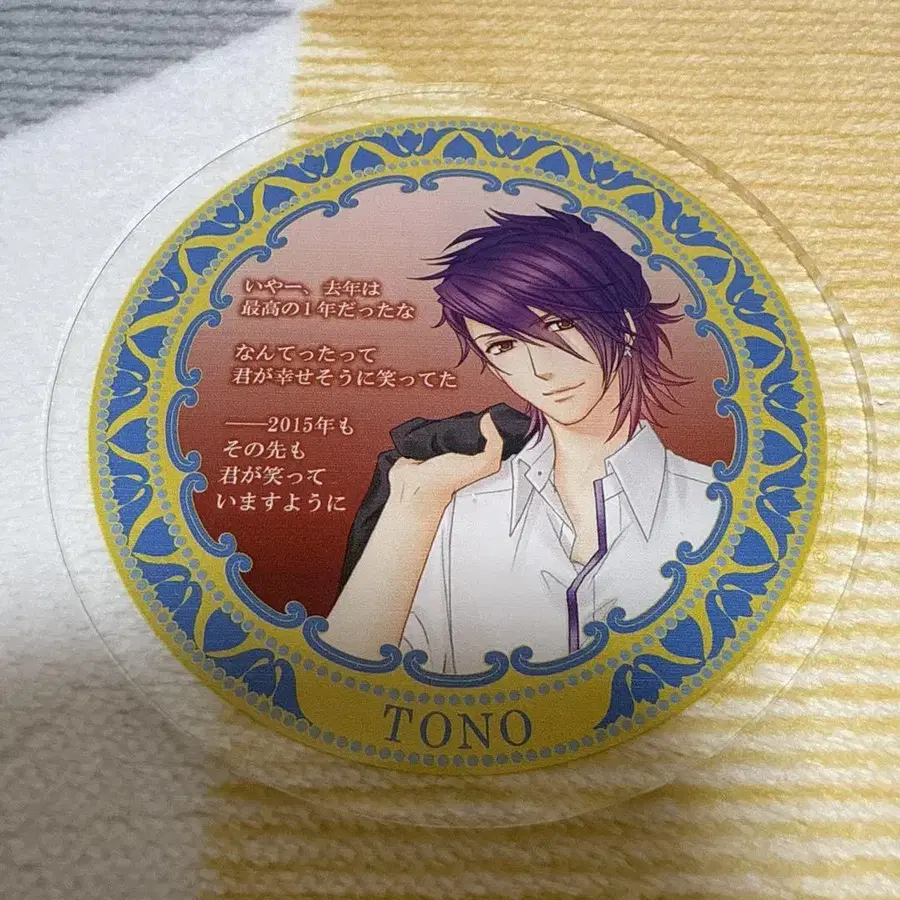 いやー、去年は
最高の1年だったな
なんてったって
君が幸せそうに笑ってた
――2015年も
その先も
君が笑って
いますように
TONO